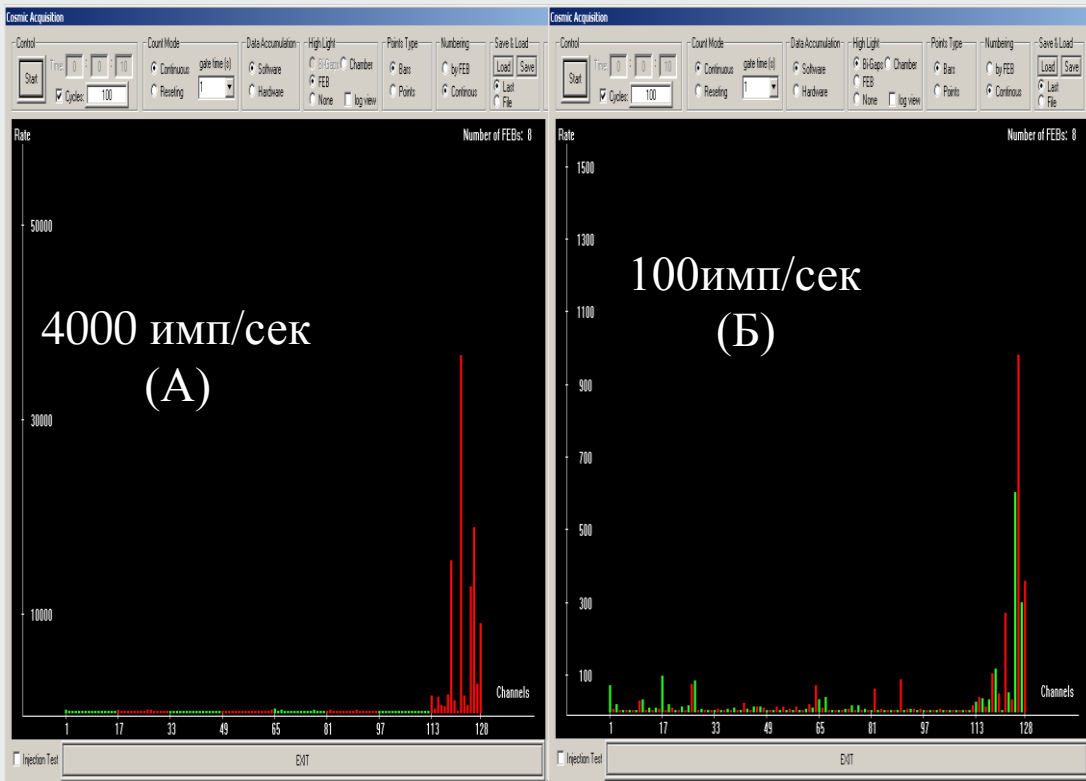 Cosmic Acquisition
Control
Start
Time: 0 : 0 : 10
Cycles: 100
Count Mode
Continuous
Reseting
gate time (s)
1
Data Accumulation
Software
Hardware
High Light
Bi-Gaps Chamber
FEB
None log view
Points Type
Bars
Points
Numbering
by FEB
Continous
Save & Load
Load Save
Last
File
Rate
Number of FEBs: 8
50000
30000
10000
4000 имп/сек
(А)
Channels
1 17 33 49 65 81 97 113 128
Injection Test
EXIT
Cosmic Acquisition
Control
Start
Time: 0 : 0 : 10
Cycles: 100
Count Mode
Continuous
Reseting
gate time (s)
1
Data Accumulation
Software
Hardware
High Light
Bi-Gaps Chamber
FEB
None log view
Points Type
Bars
Points
Numbering
by FEB
Continous
Save & Load
Load Save
Last
File
Rate
Number of FEBs: 8
1500
1300
1100
900
700
500
300
100
100имп/сек
(Б)
Channels
1 17 33 49 65 81 97 113 128
Injection Test
EXIT